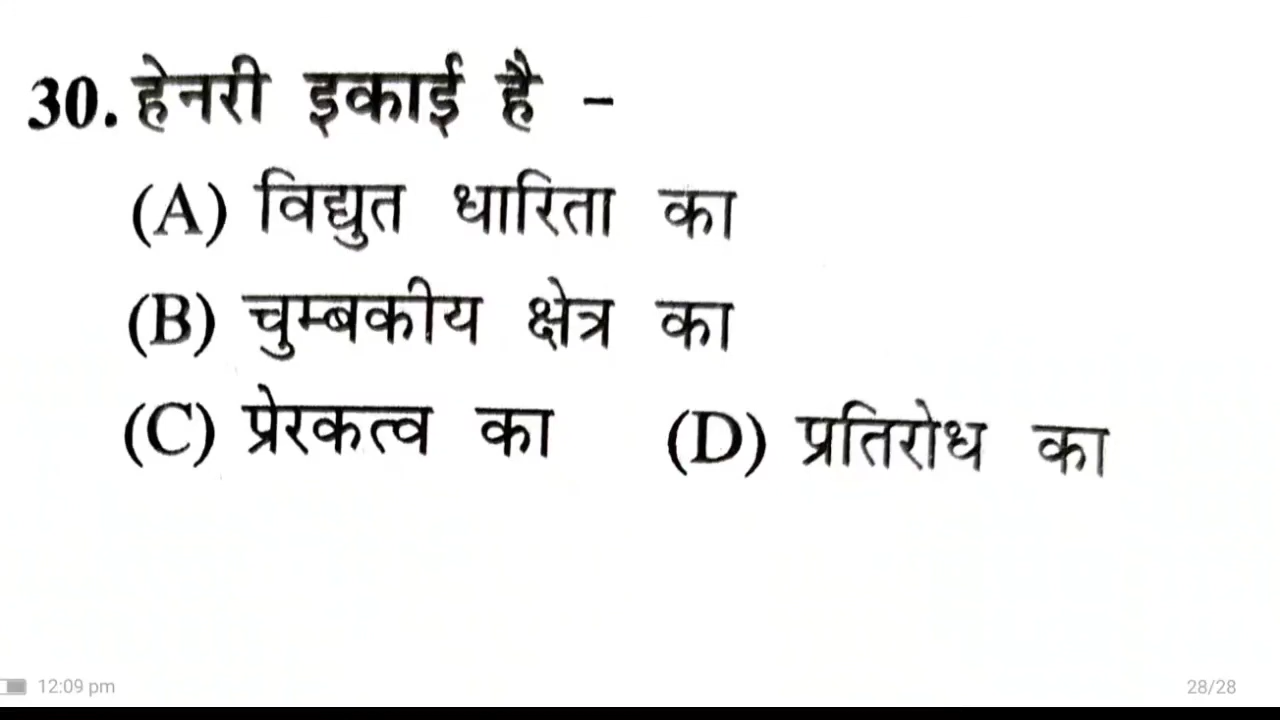 30. हेनरी इकाई है –
(A) विद्युत धारिता का
(B) चुम्बकीय क्षेत्र का
(C) प्रेरकत्व का (D) प्रतिरोध का
12:09 pm 28/28